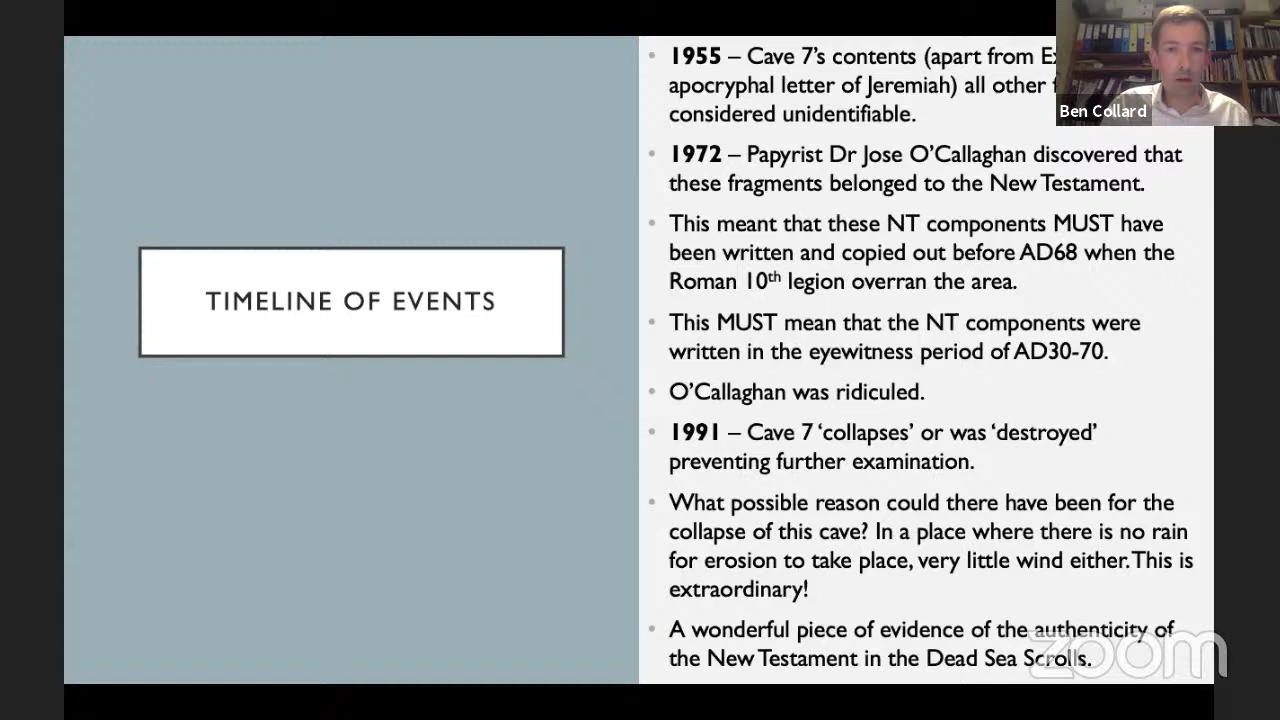 TIMELINE OF EVENTS
• 1955 – Cave 7's contents (apart from
apocryphal letter of Jeremiah) all other
considered unidentifiable.
• 1972 – Papyrist Dr Jose O'Callaghan discovered that
these fragments belonged to the New Testament.
• This meant that these NT components MUST have
been written and copied out before AD68 when the
Roman 10th legion overran the area.
• This MUST mean that the NT components were
written in the eyewitness period of AD30-70.
• O'Callaghan was ridiculed.
• 1991 – Cave 7 'collapses' or was 'destroyed'
preventing further examination.
• What possible reason could there have been for the
collapse of this cave? In a place where there is no rain
for erosion to take place, very little wind either. This is
extraordinary!
• A wonderful piece of evidence of the authenticity of
the New Testament in the Dead Sea Scrolls.
Ben Collard
zoom